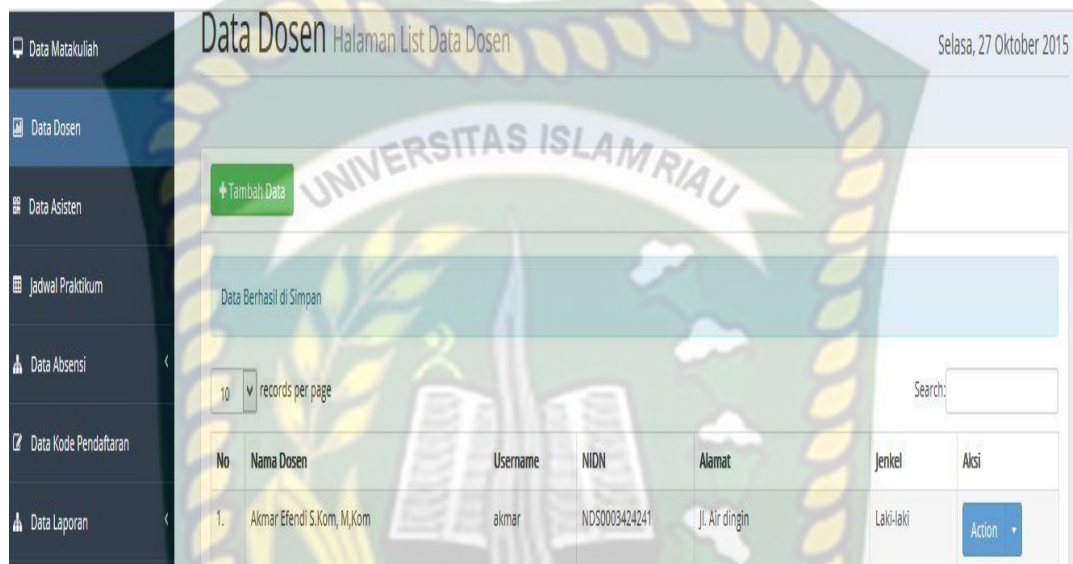 Data Dosen Halaman List Data Dosen
Selasa, 27 Oktober 2015
Data Matakuliah
Data Dosen
Data Asisten
Jadwal Praktikum
Data Absensi
Data Kode Pendaftaran
Data Laporan
UNIVERSITAS ISLAM RIAU
+ Tambah Data
Data Berhasil di Simpan
10 records per page
Search:
No Nama Dosen Username NIDN Alamat Jenkel Aksi
1. Akmar Efendi S.Kom, M,Kom akmar NDS0003424241 Jl. Air dingin Laki-laki Action